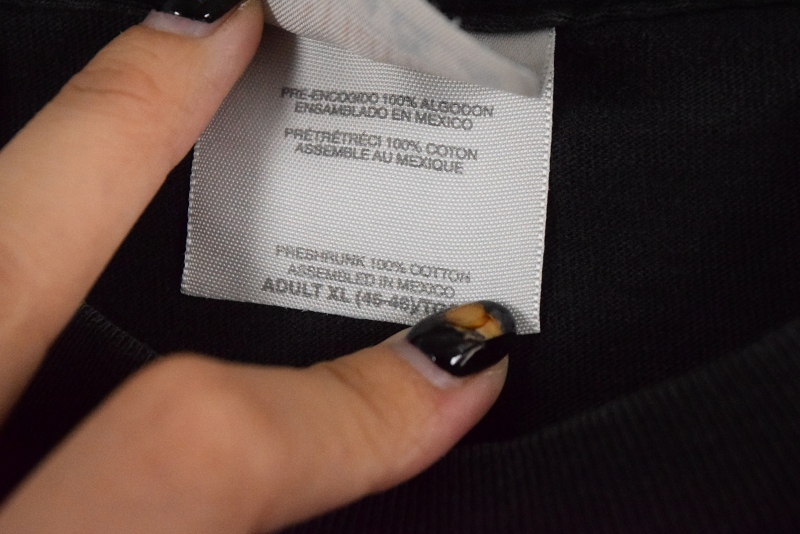 PRE-ENCOGIDO 100% ALGODON
ENSAMBLADO EN MEXICO
PRÉTRÉTRÉCI 100% COTON
ASSEMBLE AU MEXIQUE
PRESHRUNK 100% COTTON
ASSEMBLED IN MEXICO
ADULT XL (46-48)/